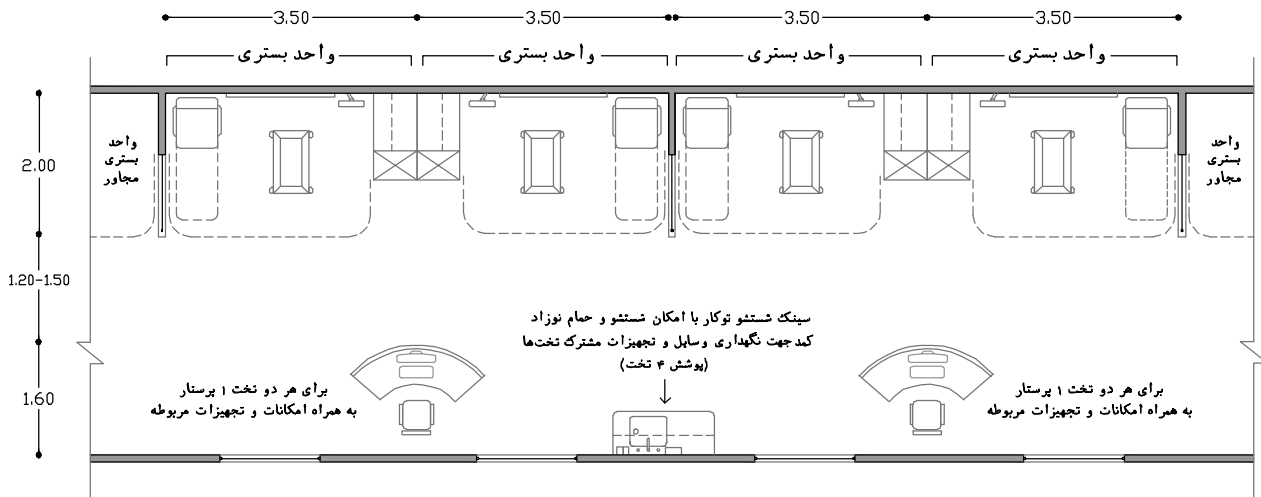 3.50 3.50 3.50 3.50
واحد بستری واحد بستری واحد بستری واحد بستری
واحد
بستری
مجاور
واحد
بستری
مجاور
2.00
1.20-1.50
1.60
سینک شستشو توکار با امکان شستشو و حمام نوزاد
کمد جهت نگهداری وسایل و تجهیزات مشترک تخت‌ها
(پوشش ۴ تخت)
برای هر دو تخت ۱ پرستار
به همراه امکانات و تجهیزات مربوطه
برای هر دو تخت ۱ پرستار
به همراه امکانات و تجهیزات مربوطه